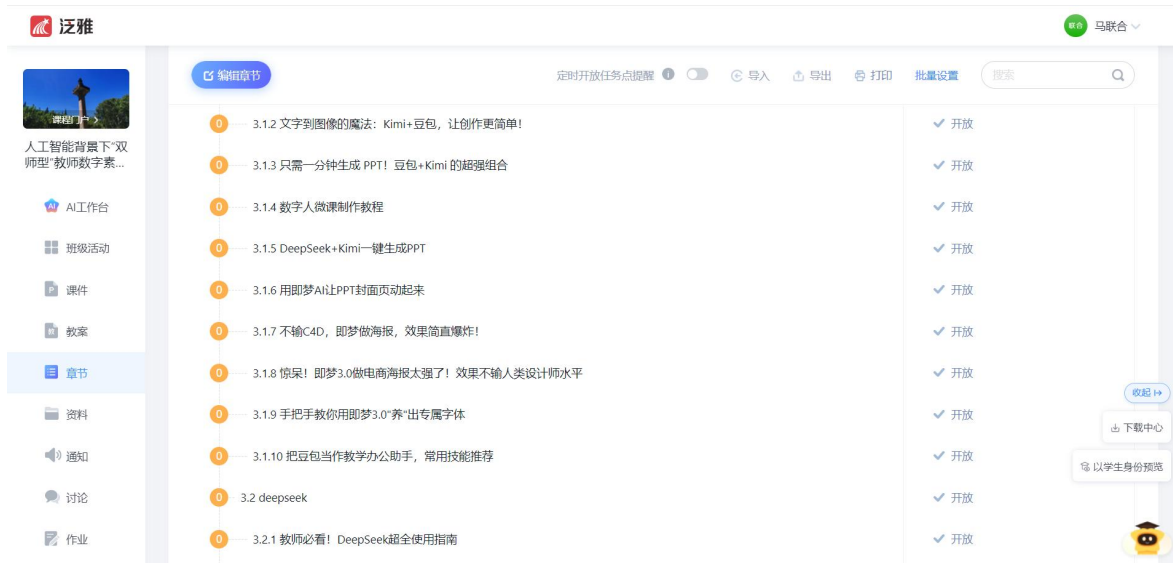 泛雅
联合 马联合
课程门户 >
人工智能背景下“双
师型”教师数字素...
AI工作台
班级活动
课件
教案
章节
资料
通知
讨论
作业
编辑章节 定时开放任务点提醒 导入 导出 打印 批量设置 搜索
0 3.1.2 文字到图像的魔法：Kimi+豆包，让创作更简单！ 开放
0 3.1.3 只需一分钟生成 PPT！豆包+Kimi 的超强组合 开放
0 3.1.4 数字人微课制作教程 开放
0 3.1.5 DeepSeek+Kimi一键生成PPT 开放
0 3.1.6 用即梦AI让PPT封面页动起来 开放
0 3.1.7 不输C4D，即梦做海报，效果简直爆炸！ 开放
0 3.1.8 惊呆！即梦3.0做电商海报太强了！效果不输人类设计师水平 开放
0 3.1.9 手把手教你用即梦3.0“养”出专属字体 开放
0 3.1.10 把豆包当作教学办公助手，常用技能推荐 开放
0 3.2 deepseek 开放
0 3.2.1 教师必看！DeepSeek超全使用指南 开放
收起
下载中心
以学生身份预览